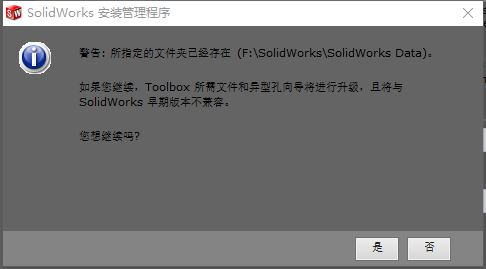 SolidWorks 安装管理程序
警告: 所指定的文件夹已经存在 (F:\SolidWorks\SolidWorks Data)。
如果您继续，Toolbox 所需文件和异型孔向导将进行升级，且将与
SolidWorks 早期版本不兼容。
您想继续吗?
是
否